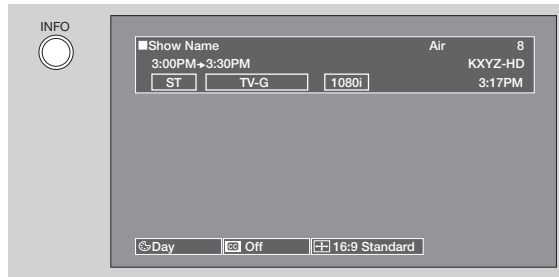 INFO
■Show Name Air 8
3:00PM→3:30PM KXYZ-HD
ST TV-G 1080i 3:17PM
Day CC Off 16:9 Standard